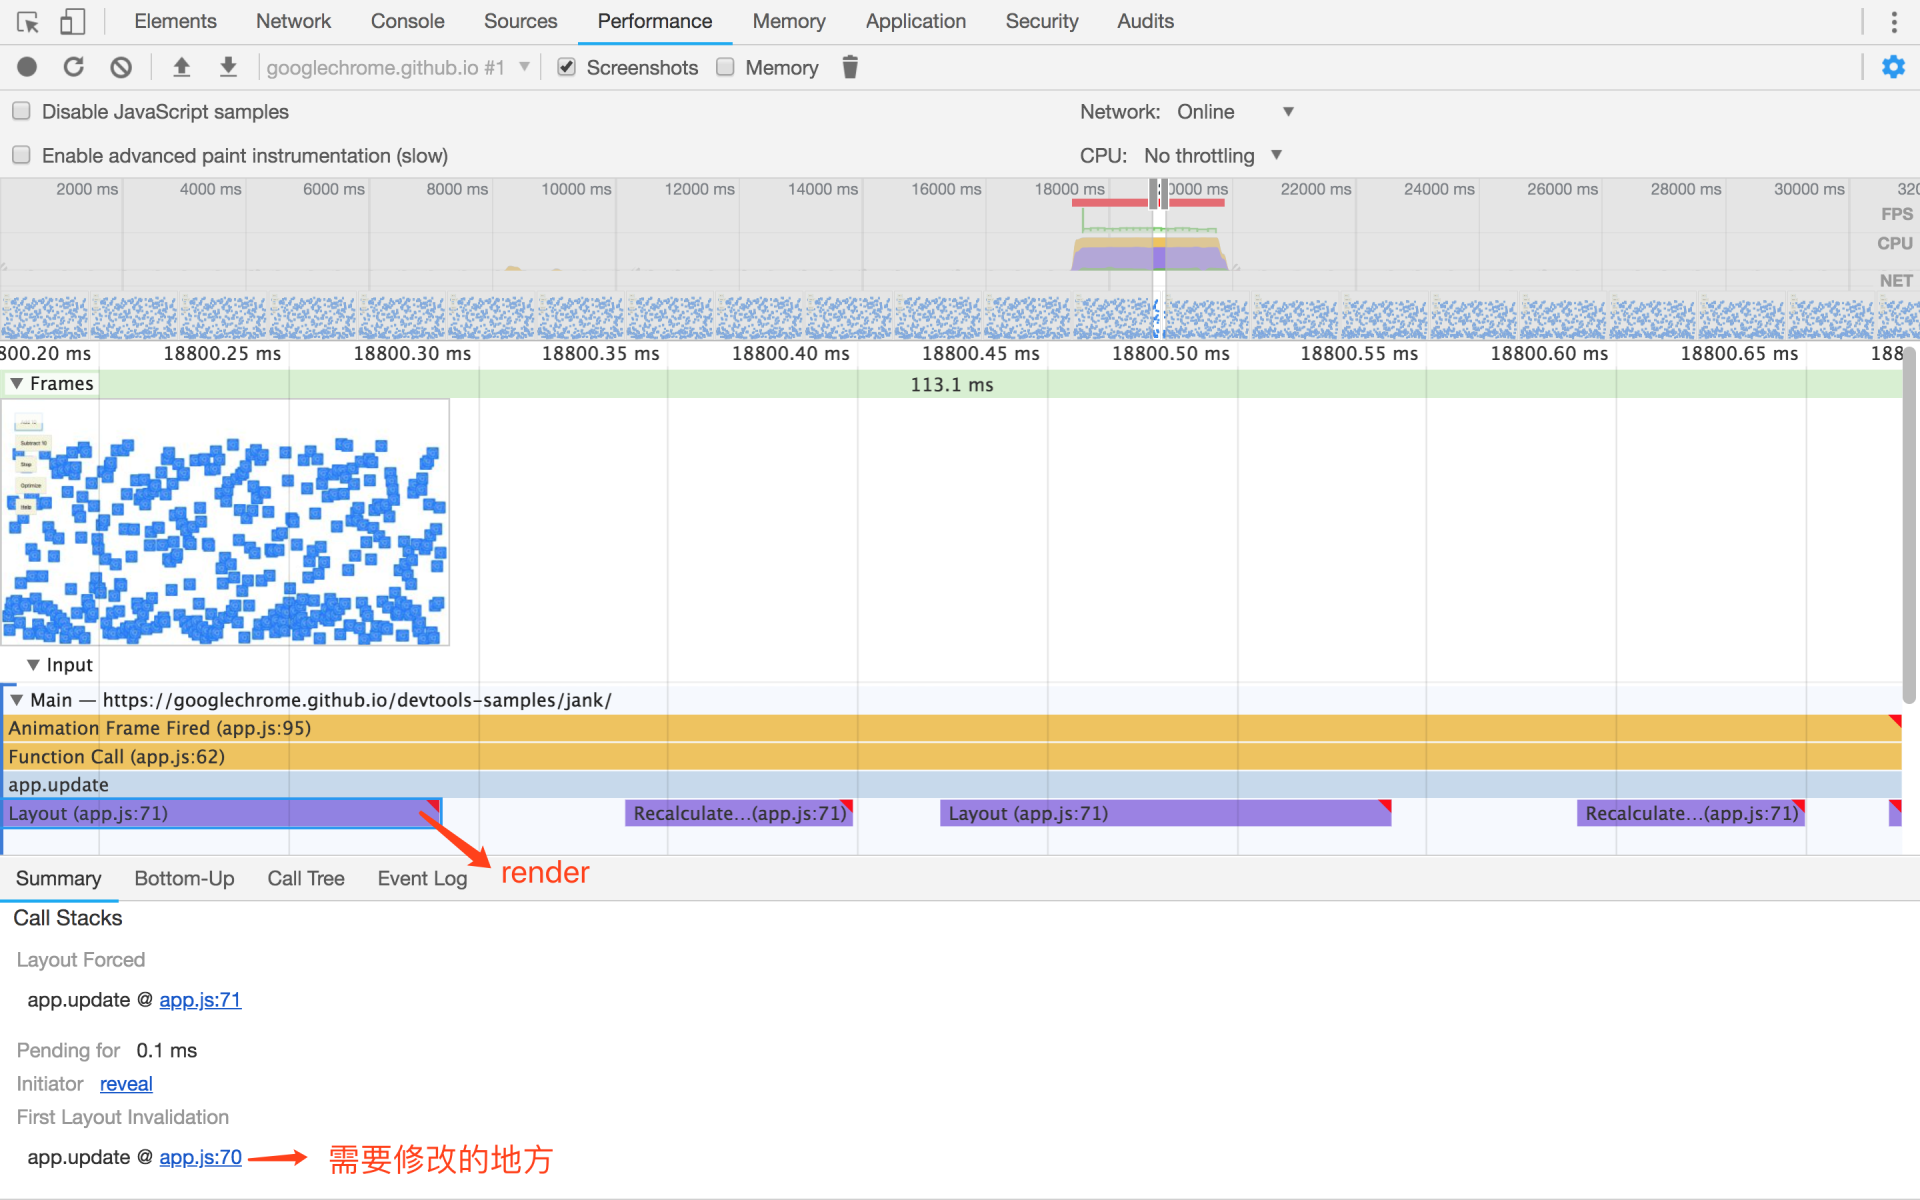 Elements Network Console Sources Performance Memory Application Security Audits
googlechrome.github.io #1 Screenshots Memory
Disable JavaScript samples Network: Online
Enable advanced paint instrumentation (slow) CPU: No throttling
2000 ms 4000 ms 6000 ms 8000 ms 10000 ms 12000 ms 14000 ms 16000 ms 18000 ms 0000 ms 22000 ms 24000 ms 26000 ms 28000 ms 30000 ms 320
FPS
CPU
NET
800.20 ms 18800.25 ms 18800.30 ms 18800.35 ms 18800.40 ms 18800.45 ms 18800.50 ms 18800.55 ms 18800.60 ms 18800.65 ms 188
Frames 113.1 ms
Subtract 10
Stop
Optimize
Input
Main — https://googlechrome.github.io/devtools-samples/jank/
Animation Frame Fired (app.js:95)
Function Call (app.js:62)
app.update
Layout (app.js:71) Recalculate...(app.js:71) Layout (app.js:71) Recalculate...(app.js:71)
render
Summary Bottom-Up Call Tree Event Log
Call Stacks
Layout Forced
app.update @ app.js:71
Pending for 0.1 ms
Initiator reveal
First Layout Invalidation
app.update @ app.js:70 需要修改的地方